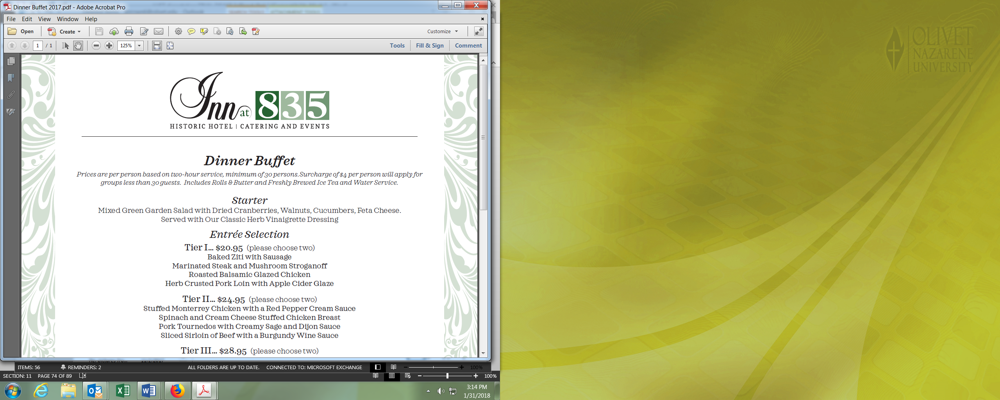 Dinner Buffet 2017.pdf - Adobe Acrobat Pro
File Edit View Window Help
Open Create Customize
1 / 1 125% Tools Fill & Sign Comment
Inn at 835
HISTORIC HOTEL | CATERING AND EVENTS
Dinner Buffet
Prices are per person based on two-hour service, minimum of 30 persons.Surcharge of $4 per person will apply for
groups less than 30 guests. Includes Rolls & Butter and Freshly Brewed Ice Tea and Water Service.
Starter
Mixed Green Garden Salad with Dried Cranberries, Walnuts, Cucumbers, Feta Cheese.
Served with Our Classic Herb Vinaigrette Dressing
Entrée Selection
Tier I... $20.95 (please choose two)
Baked Ziti with Sausage
Marinated Steak and Mushroom Stroganoff
Roasted Balsamic Glazed Chicken
Herb Crusted Pork Loin with Apple Cider Glaze
Tier II... $24.95 (please choose two)
Stuffed Monterrey Chicken with a Red Pepper Cream Sauce
Spinach and Cream Cheese Stuffed Chicken Breast
Pork Tournedos with Creamy Sage and Dijon Sauce
Sliced Sirloin of Beef with a Burgundy Wine Sauce
Tier III... $28.95 (please choose two)
ITEMS: 56 REMINDERS: 2 ALL FOLDERS ARE UP TO DATE. CONNECTED TO: MICROSOFT EXCHANGE 100%
SECTION: 11 PAGE 74 OF 89 100%
3:14 PM
1/31/2018
OLIVET
NAZARENE
UNIVERSITY